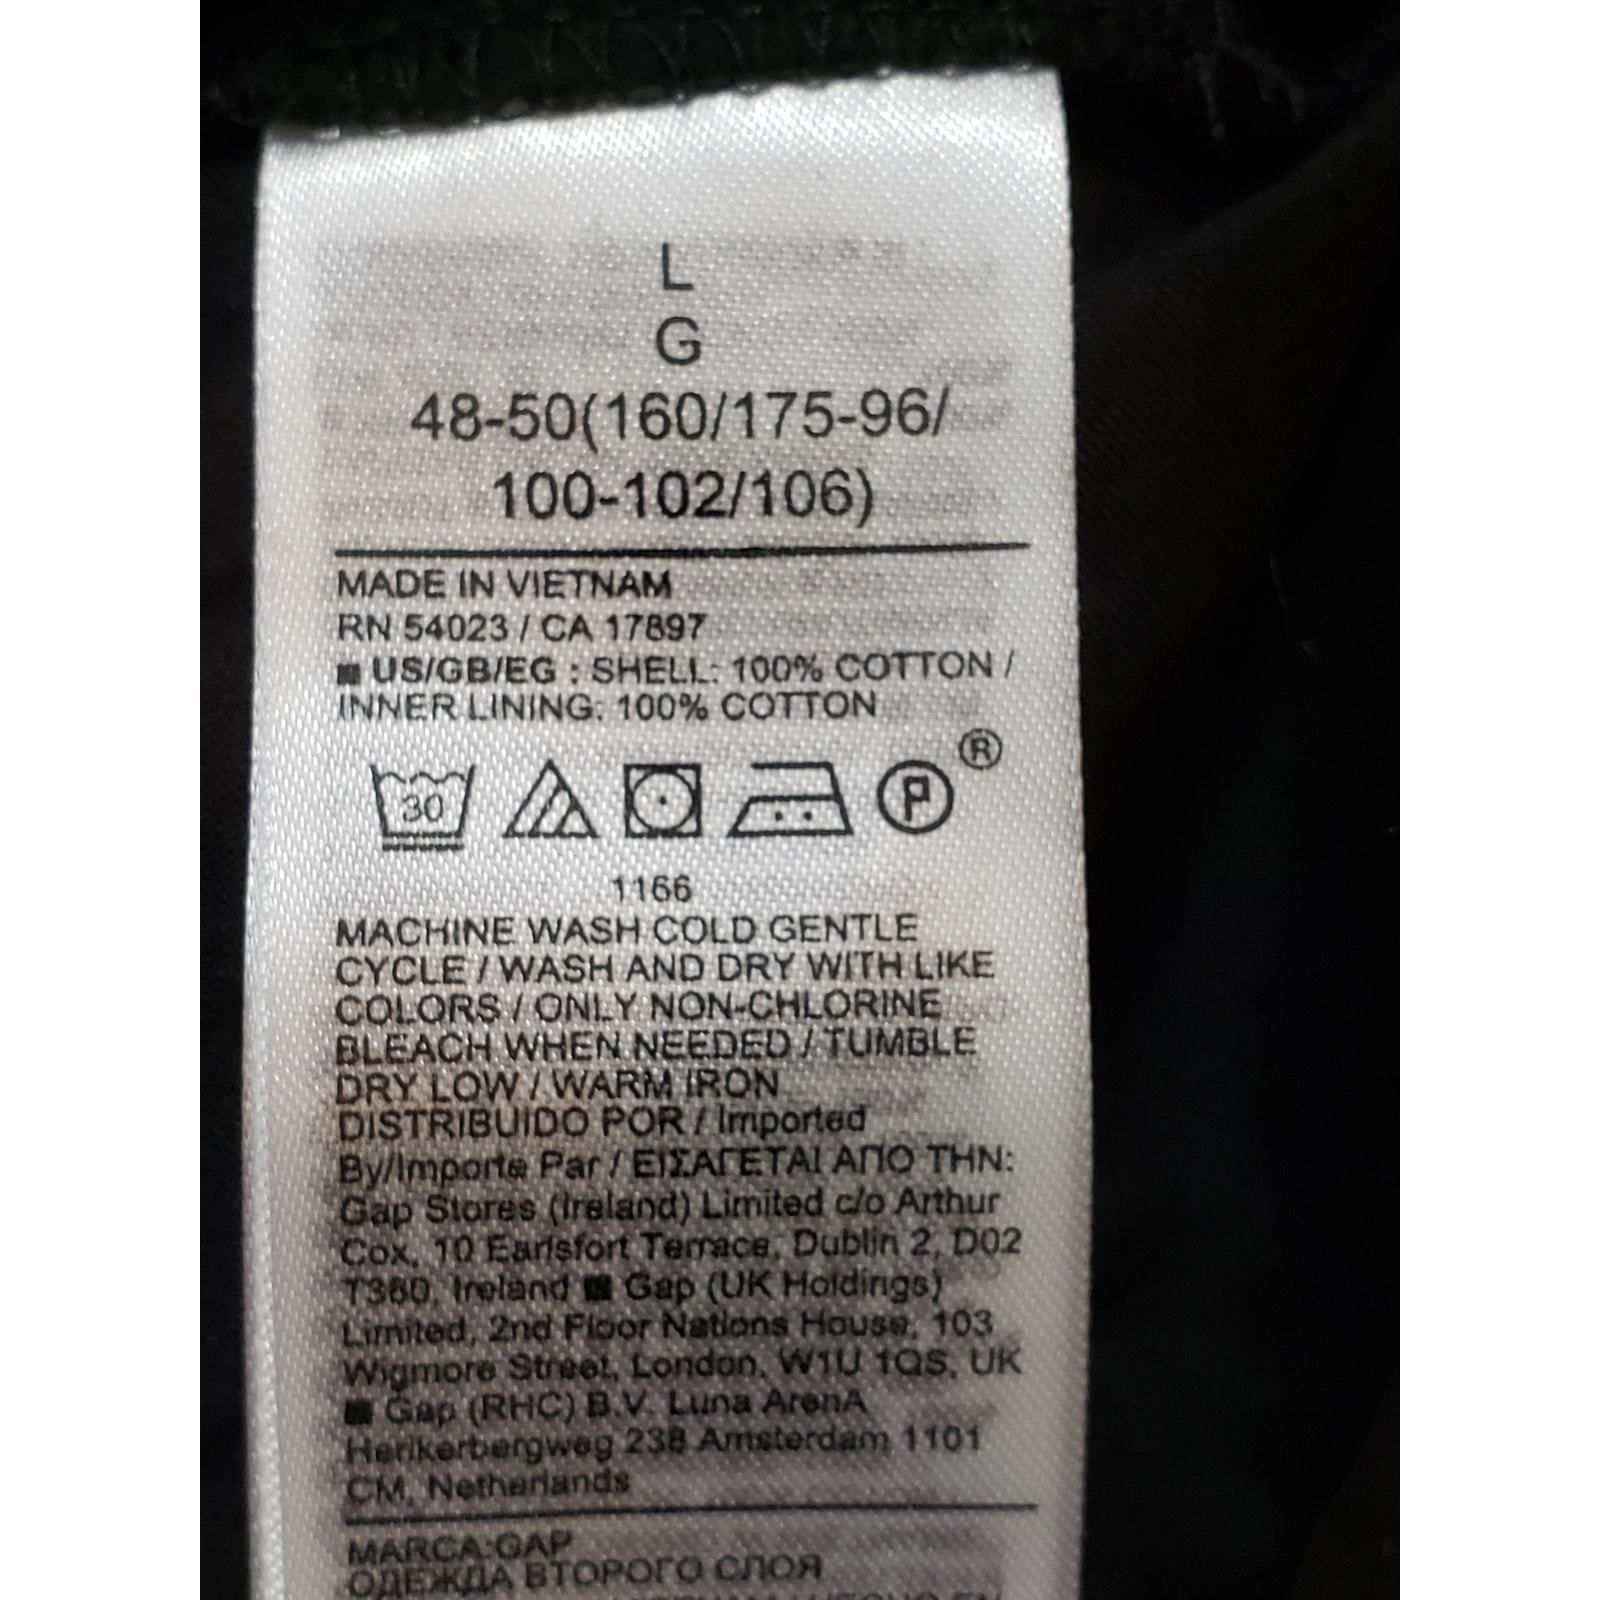 L
G
48-50(160/175-96/
100-102/106)
MADE IN VIETNAM
RN 54023 / CA 17897
■ US/GB/EG : SHELL: 100% COTTON /
INNER LINING: 100% COTTON
®
30
P
1166
MACHINE WASH COLD GENTLE
CYCLE / WASH AND DRY WITH LIKE
COLORS / ONLY NON-CHLORINE
BLEACH WHEN NEEDED / TUMBLE
DRY LOW / WARM IRON
DISTRIBUIDO POR / Imported
By/Importe Par / ΕΙΣΑΓΕΤΑΙ ΑΠΟ ΤΗΝ:
Gap Stores (Ireland) Limited c/o Arthur
Cox, 10 Earlsfort Terrace, Dublin 2, D02
T380, Ireland ■ Gap (UK Holdings)
Limited, 2nd Floor Nations House, 103
Wigmore Street, London, W1U 1QS, UK
■ Gap (RHC) B.V. Luna ArenA
Herikerbergweg 238 Amsterdam 1101
CM, Netherlands
MARCA:GAP
ОДЕЖДА ВТОРОГО СЛОЯ